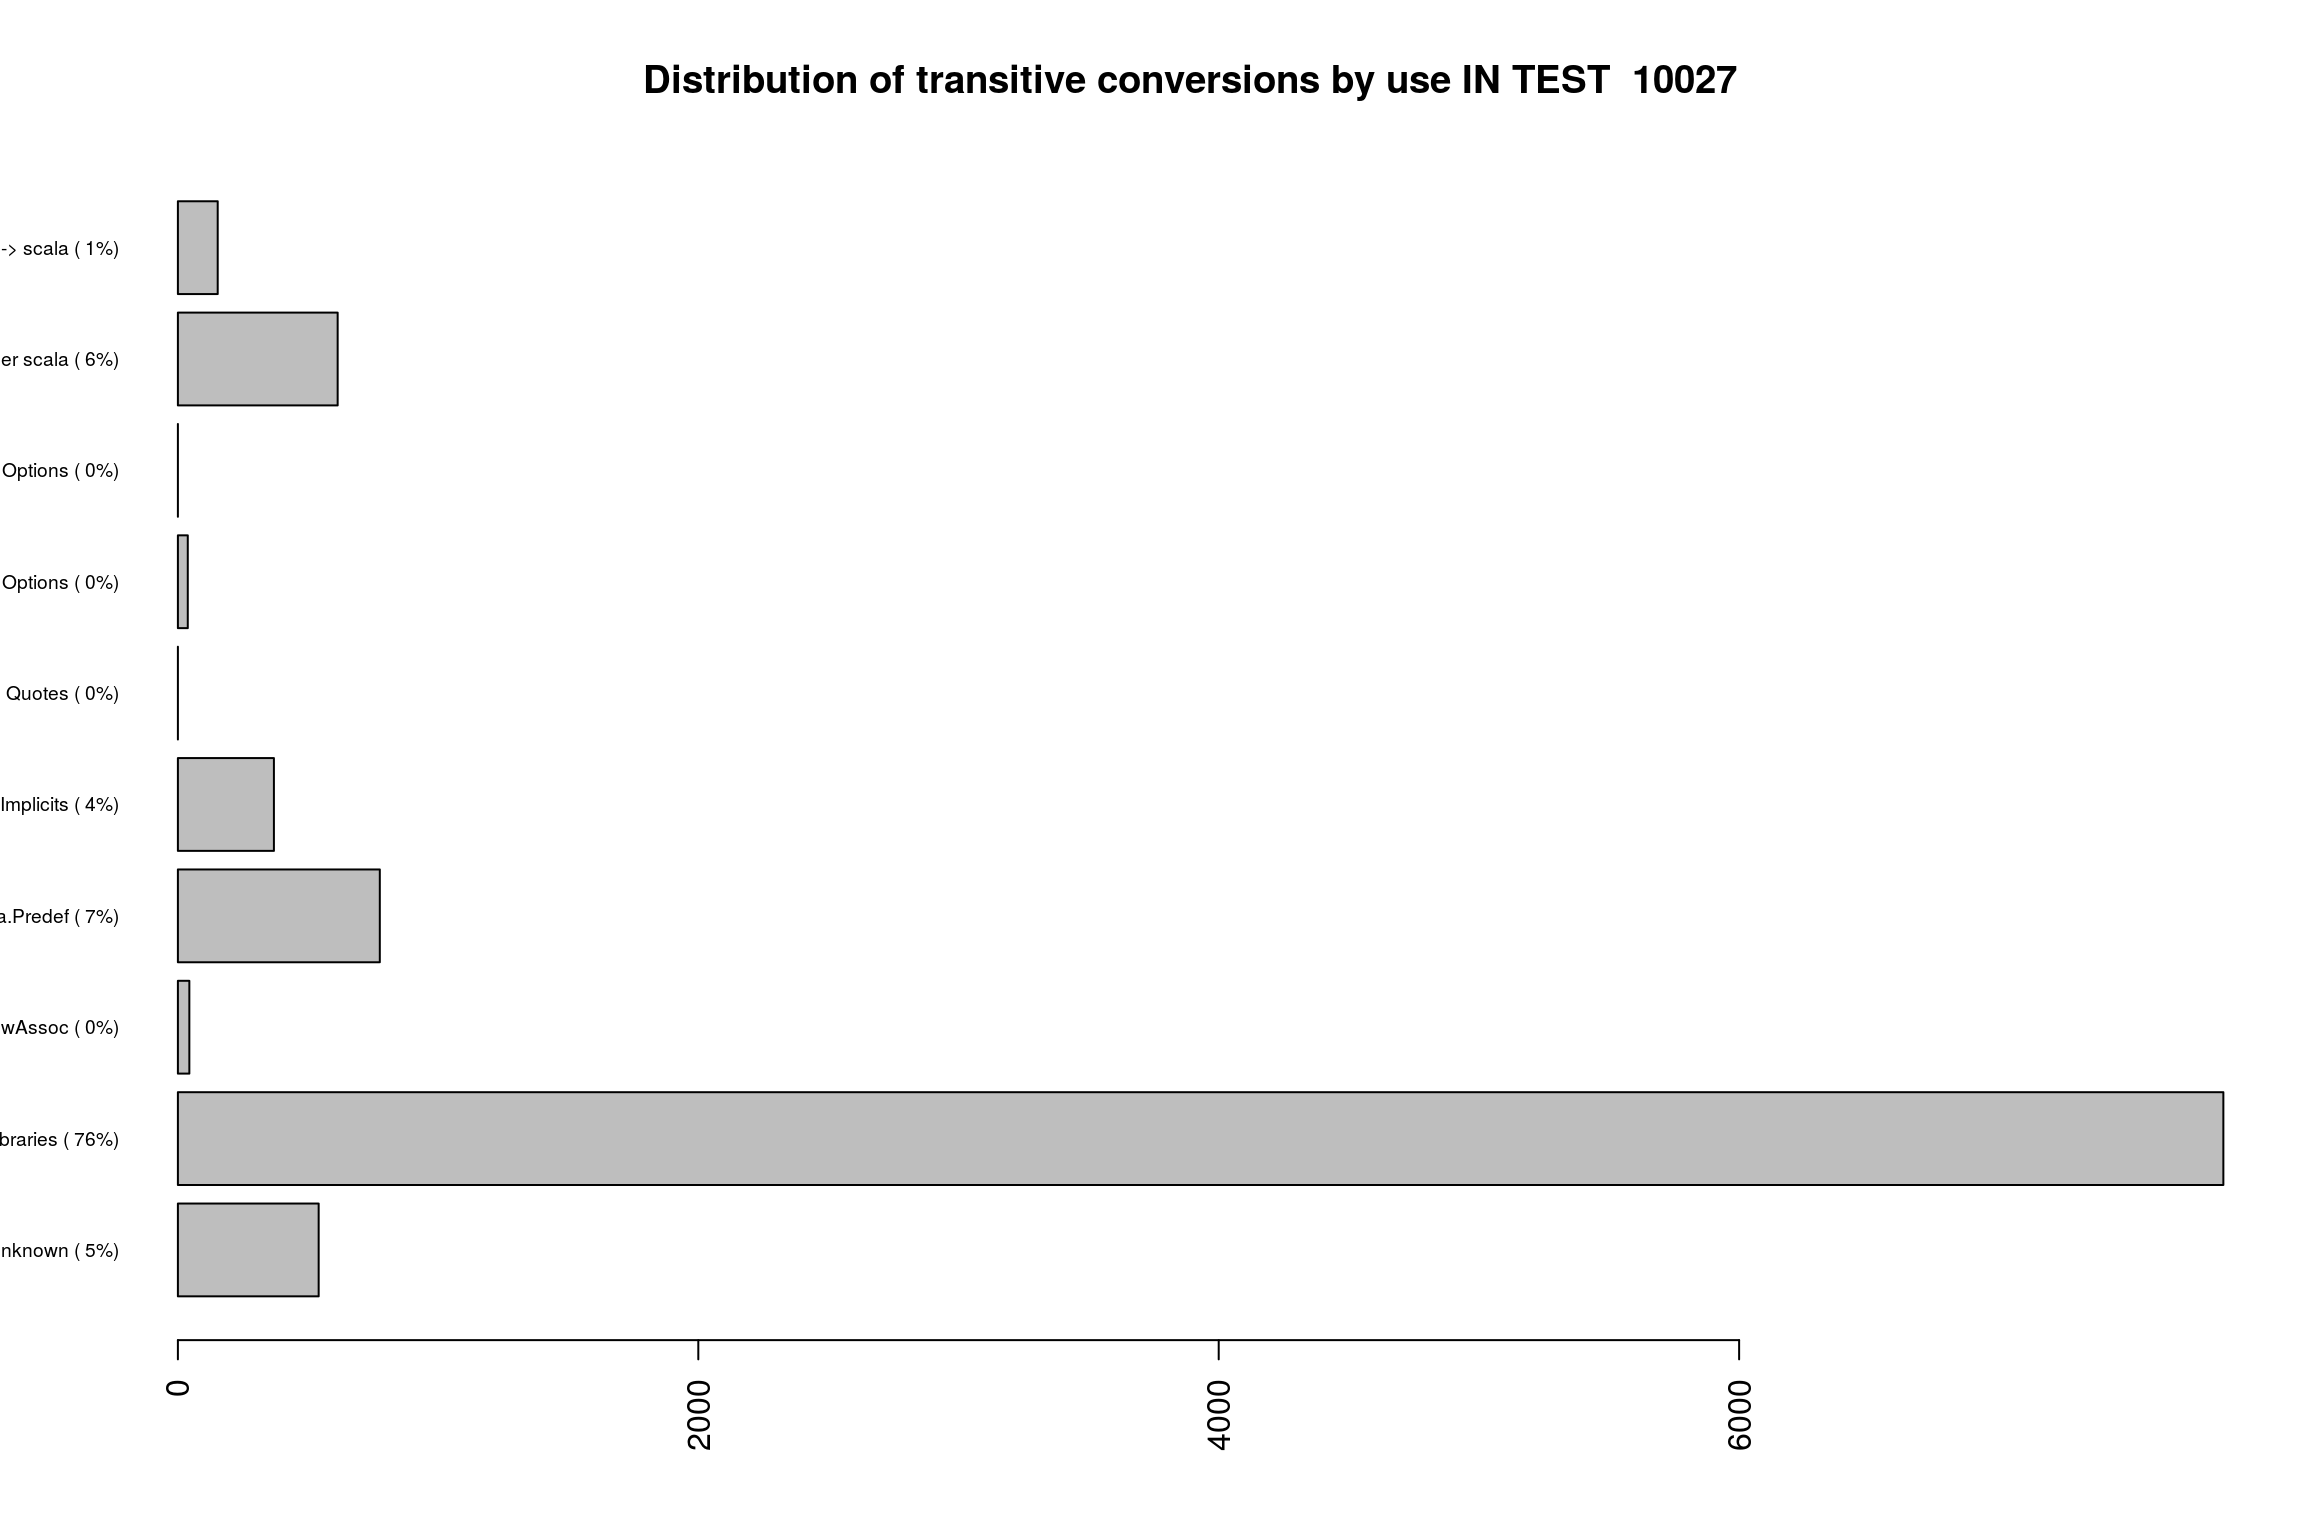 Distribution of transitive conversions by use IN TEST  10027
-> scala ( 1%)
er scala ( 6%)
Options ( 0%)
Options ( 0%)
Quotes ( 0%)
Implicits ( 4%)
a.Predef ( 7%)
wAssoc ( 0%)
braries ( 76%)
nknown ( 5%)
0
2000
4000
6000